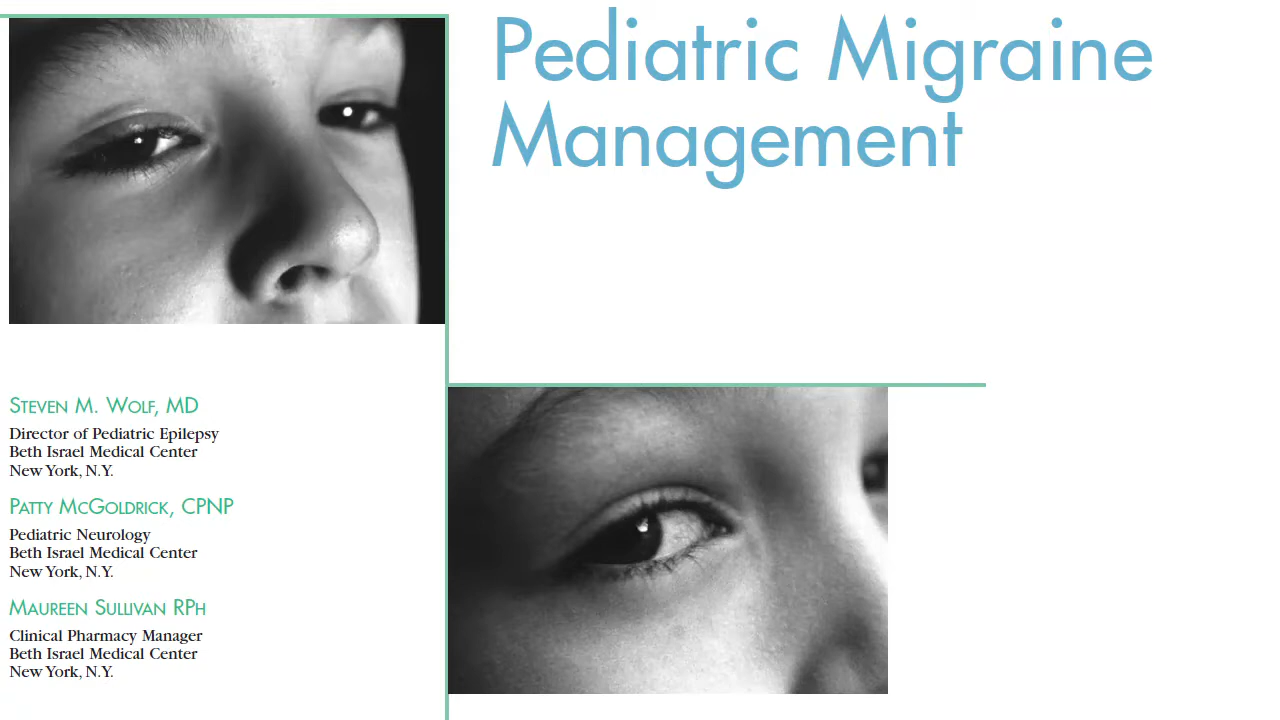 Pediatric Migraine
Management
STEVEN M. WOLF, MD
Director of Pediatric Epilepsy
Beth Israel Medical Center
New York, N.Y.
PATTY MCGOLDRICK, CPNP
Pediatric Neurology
Beth Israel Medical Center
New York, N.Y.
MAUREEN SULLIVAN RPH
Clinical Pharmacy Manager
Beth Israel Medical Center
New York, N.Y.